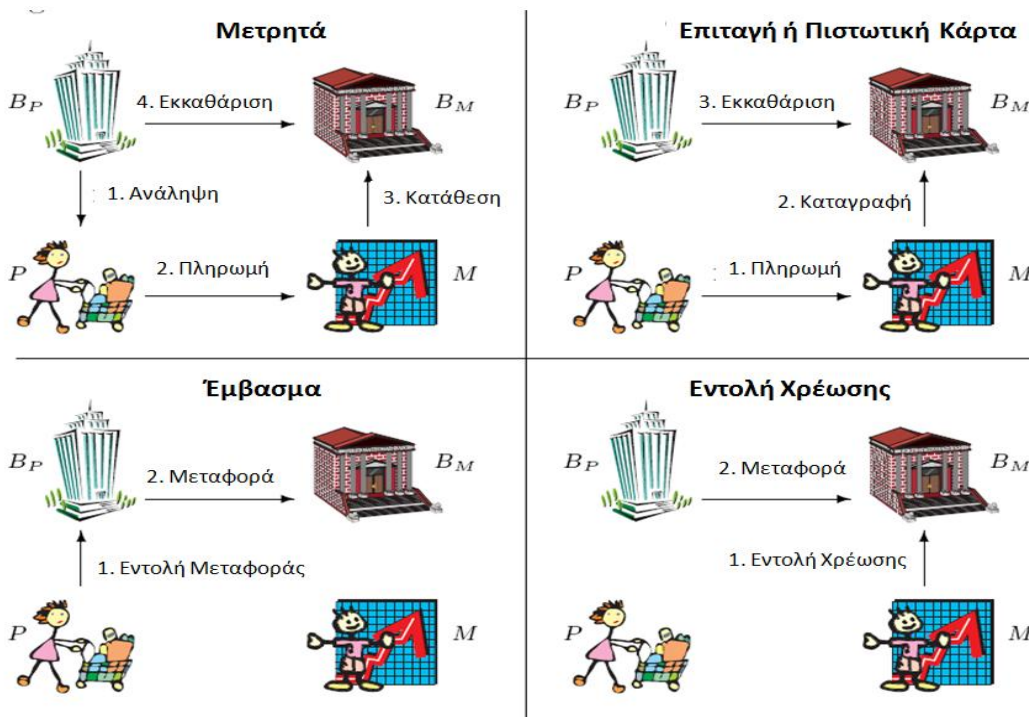 Μετρητά
B_P
4. Εκκαθάριση
B_M
1. Ανάληψη
3. Κατάθεση
P
2. Πληρωμή
M
Επιταγή ή Πιστωτική Κάρτα
B_P
3. Εκκαθάριση
B_M
2. Καταγραφή
P
1. Πληρωμή
M
Έμβασμα
B_P
2. Μεταφορά
B_M
1. Εντολή Μεταφοράς
P
M
Εντολή Χρέωσης
B_P
2. Μεταφορά
B_M
1. Εντολή Χρέωσης
P
M